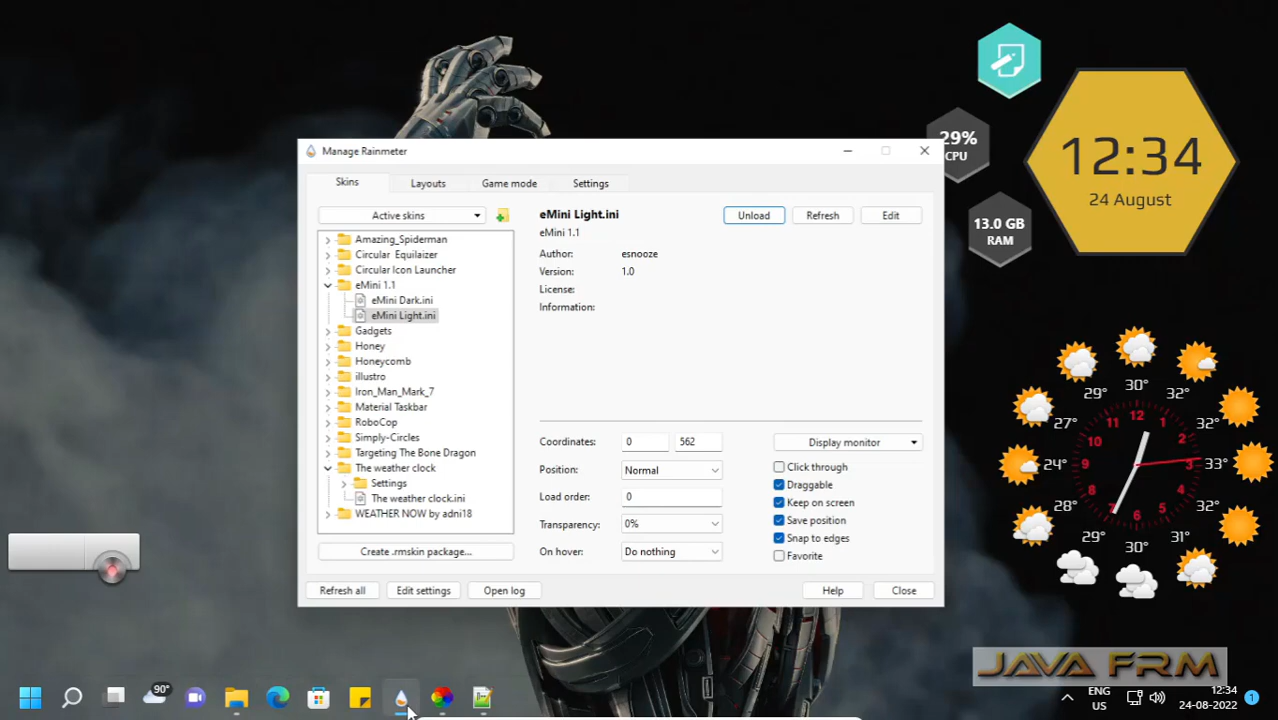 Manage Rainmeter
Skins
Layouts
Game mode
Settings
Active skins
Amazing_Spiderman
Circular Equilaizer
Circular Icon Launcher
eMini 1.1
eMini Dark.ini
eMini Light.ini
Gadgets
Honey
Honeycomb
illustro
Iron_Man_Mark_7
Material Taskbar
RoboCop
Simply-Circles
Targeting The Bone Dragon
The weather clock
Settings
The weather clock.ini
WEATHER NOW by adni18
Create .rmskin package...
eMini Light.ini
Unload
Refresh
Edit
eMini 1.1
Author: esnooze
Version: 1.0
License:
Information:
Coordinates: 0 562
Display monitor
Position: Normal
Load order: 0
Transparency: 0%
On hover: Do nothing
Click through
Draggable
Keep on screen
Save position
Snap to edges
Favorite
Refresh all
Edit settings
Open log
Help
Close
29%
CPU
12:34
24 August
13.0 GB
RAM
30°
29° 32°
27° 32°
24° 33°
28° 32°
29° 31°
30°
12
1
2
3
4
5
6
7
8
9
10
11
JAVA FRM
90°
ENG
US
12:34
24-08-2022
1